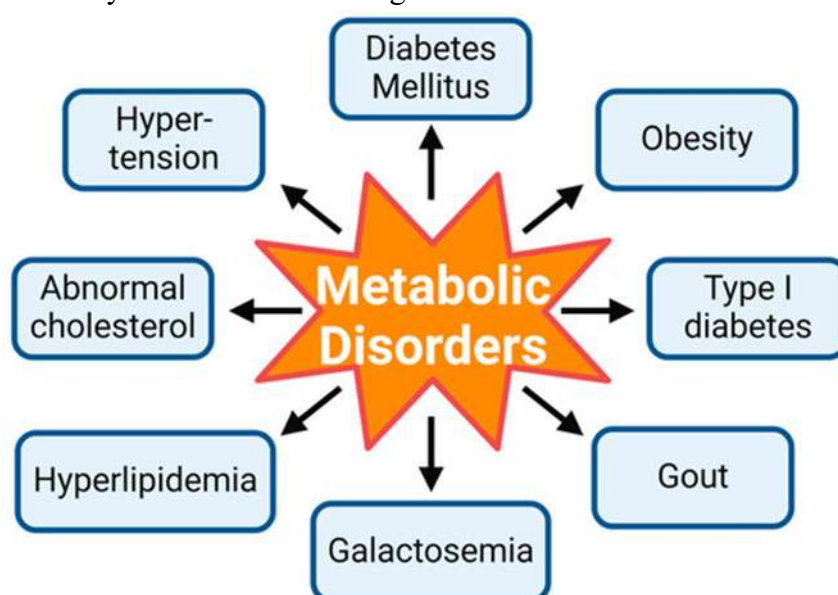 Diabetes
Mellitus
Hyper-
tension
Obesity
Metabolic
Disorders
Abnormal
cholesterol
Type I
diabetes
Hyperlipidemia
Gout
Galactosemia